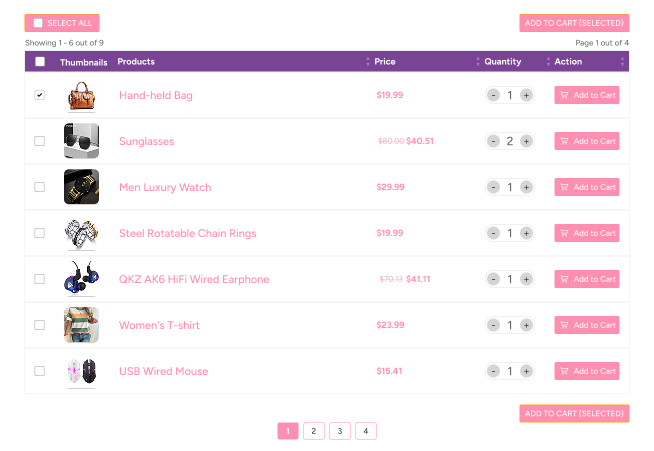 SELECT ALL ADD TO CART (SELECTED)
Showing 1 - 6 out of 9 Page 1 out of 4
Thumbnails Products Price Quantity Action
Hand-held Bag $19.99 - 1 + Add to Cart
Sunglasses $80.00 $40.51 - 2 + Add to Cart
Men Luxury Watch $29.99 - 1 + Add to Cart
Steel Rotatable Chain Rings $19.99 - 1 + Add to Cart
QKZ AK6 HiFi Wired Earphone $70.13 $41.11 - 1 + Add to Cart
Women's T-shirt $23.99 - 1 + Add to Cart
USB Wired Mouse $15.41 - 1 + Add to Cart
ADD TO CART (SELECTED)
1 2 3 4